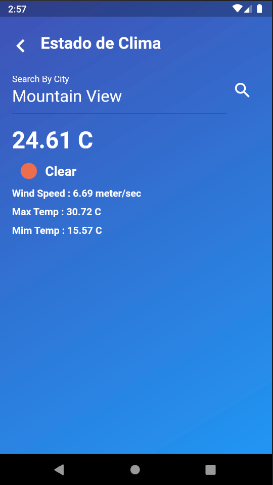 2:57
Estado de Clima
Search By City
Mountain View
24.61 C
Clear
Wind Speed : 6.69 meter/sec
Max Temp : 30.72 C
Mim Temp : 15.57 C